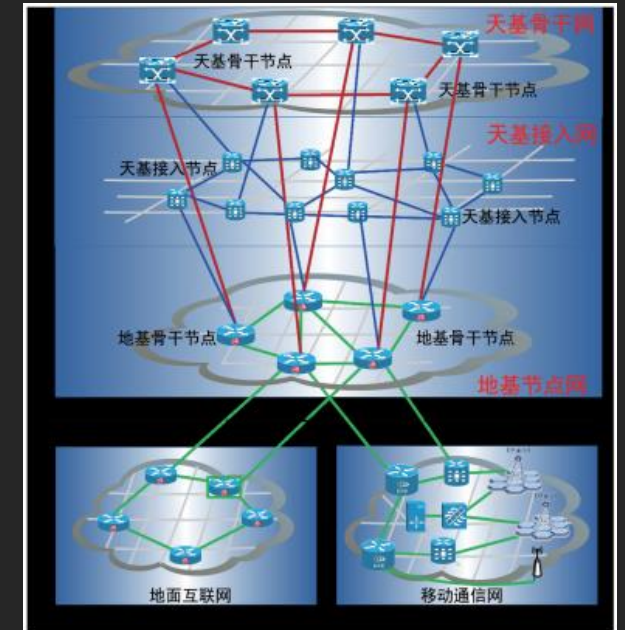 天基骨干网
天基骨干节点
天基骨干节点
天基接入网
天基接入节点
天基接入节点
地基骨干节点
地基骨干节点
地基节点网
地面互联网
移动通信网